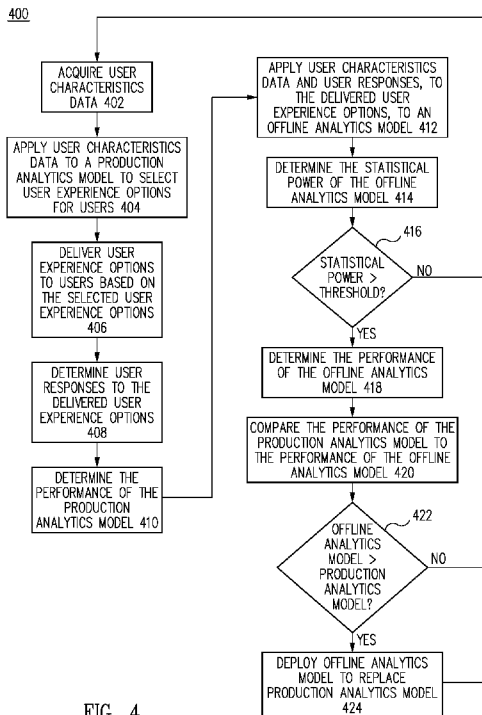 400
ACQUIRE USER
CHARACTERISTICS
DATA 402
APPLY USER CHARACTERISTICS
DATA TO A PRODUCTION
ANALYTICS MODEL TO SELECT
USER EXPERIENCE OPTIONS
FOR USERS 404
DELIVER USER
EXPERIENCE OPTIONS
TO USERS BASED ON
THE SELECTED USER
EXPERIENCE OPTIONS
406
DETERMINE USER
RESPONSES TO THE
DELIVERED USER
EXPERIENCE OPTIONS
408
DETERMINE THE
PERFORMANCE OF THE
PRODUCTION
ANALYTICS MODEL 410
APPLY USER CHARACTERISTICS
DATA AND USER RESPONSES, TO
THE DELIVERED USER
EXPERIENCE OPTIONS, TO AN
OFFLINE ANALYTICS MODEL 412
DETERMINE THE STATISTICAL
POWER OF THE OFFLINE
ANALYTICS MODEL 414
416
STATISTICAL
POWER >
THRESHOLD?
NO
YES
DETERMINE THE PERFORMANCE
OF THE OFFLINE ANALYTICS
MODEL 418
COMPARE THE PERFORMANCE OF THE
PRODUCTION ANALYTICS MODEL TO
THE PERFORMANCE OF THE OFFLINE
ANALYTICS MODEL 420
422
OFFLINE
ANALYTICS
MODEL >
PRODUCTION
ANALYTICS
MODEL?
NO
YES
DEPLOY OFFLINE ANALYTICS
MODEL TO REPLACE
PRODUCTION ANALYTICS MODEL
424
FIG. 4